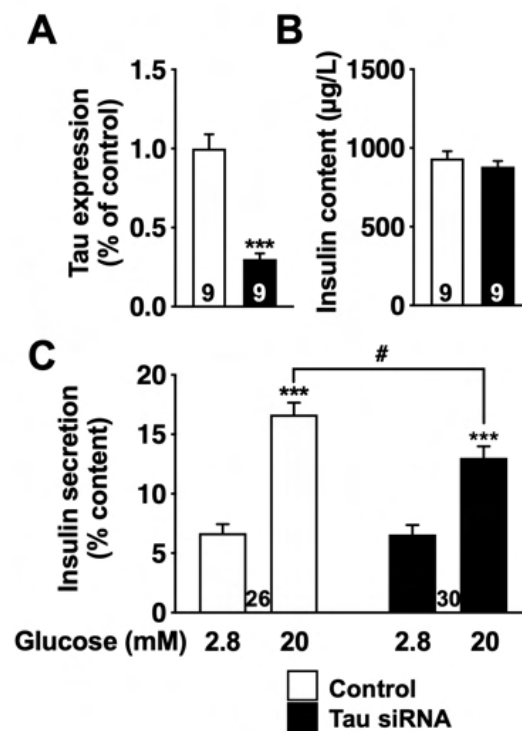 A
Tau expression
(% of control)
1.5
1.0
0.5
0.0
***
9
9
B
Insulin content (µg/L)
1500
1000
500
0
9
9
C
Insulin secretion
(% content)
20
15
10
5
0
#
***
***
26
30
Glucose (mM) 2.8 20 2.8 20
Control
Tau siRNA